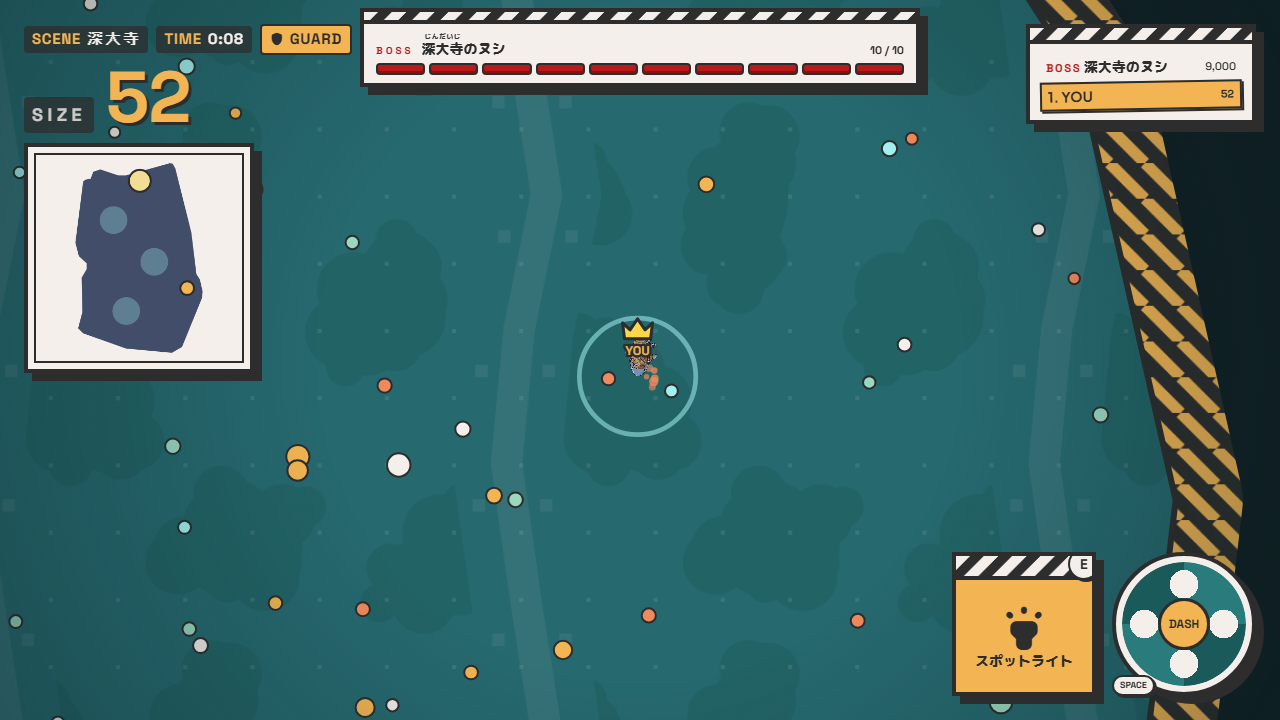 SCENE 深大寺 TIME 0:08 GUARD
SIZE 52
じんだいじ
BOSS 深大寺のヌシ 10 / 10
BOSS 深大寺のヌシ 9,000
1. YOU 52
YOU
E
スポットライト
DASH
SPACE